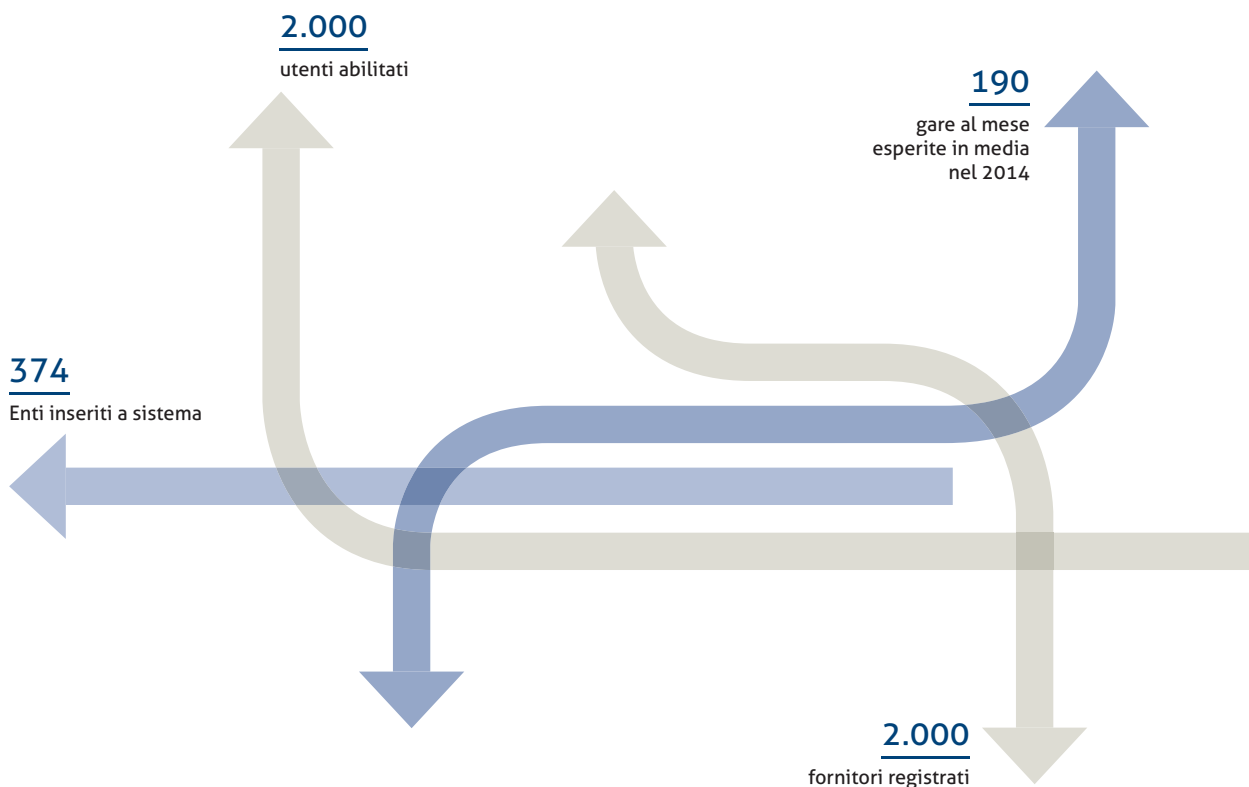 2.000
utenti abilitati
190
gare al mese
esperite in media
nel 2014
374
Enti inseriti a sistema
2.000
fornitori registrati